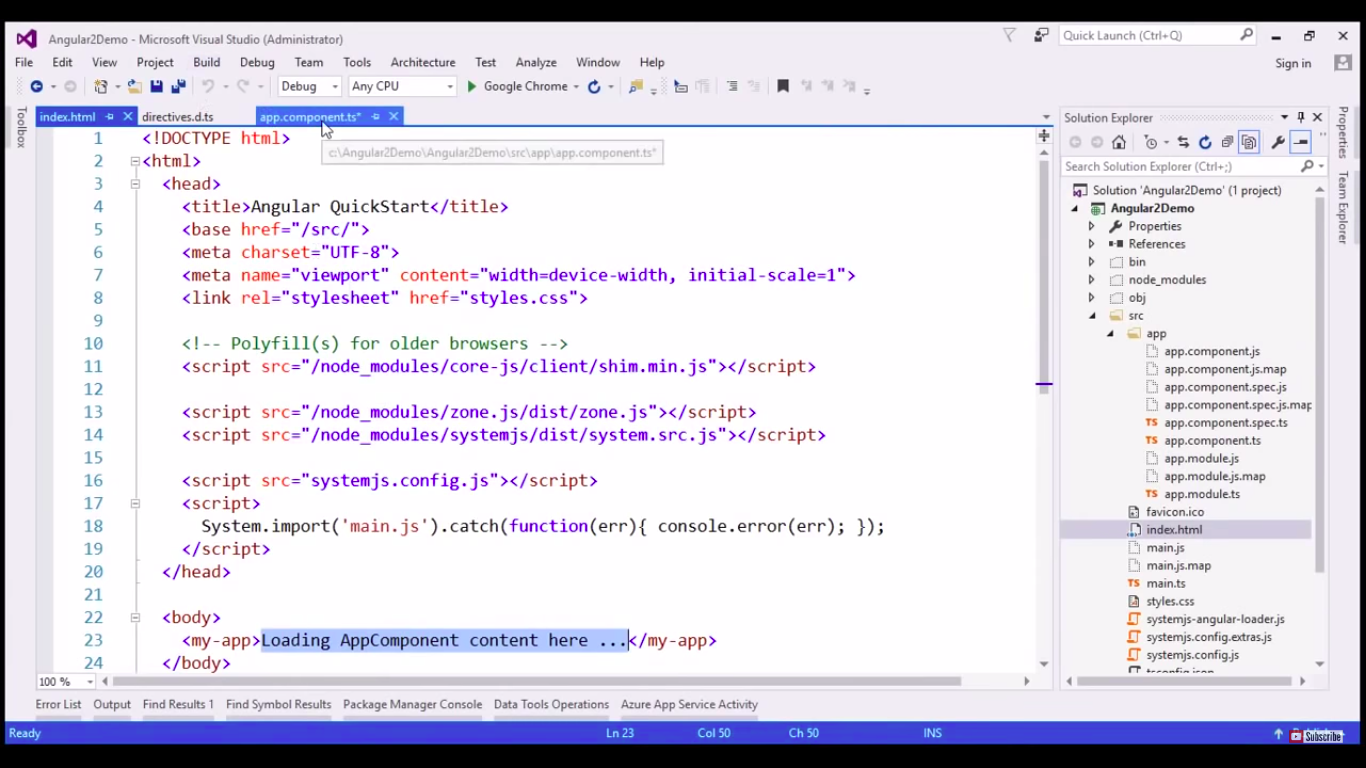 Angular2Demo - Microsoft Visual Studio (Administrator)
Quick Launch (Ctrl+Q)
File Edit View Project Build Debug Team Tools Architecture Test Analyze Window Help
Sign in
Debug Any CPU Google Chrome
Toolbox
index.html directives.d.ts app.component.ts*
c:\Angular2Demo\Angular2Demo\src\app\app.component.ts*
1 <!DOCTYPE html>
2 <html>
3 <head>
4 <title>Angular QuickStart</title>
5 <base href="/src/">
6 <meta charset="UTF-8">
7 <meta name="viewport" content="width=device-width, initial-scale=1">
8 <link rel="stylesheet" href="styles.css">
9
10 <!-- Polyfill(s) for older browsers -->
11 <script src="/node_modules/core-js/client/shim.min.js"></script>
12
13 <script src="/node_modules/zone.js/dist/zone.js"></script>
14 <script src="/node_modules/systemjs/dist/system.src.js"></script>
15
16 <script src="systemjs.config.js"></script>
17 <script>
18 System.import('main.js').catch(function(err){ console.error(err); });
19 </script>
20 </head>
21
22 <body>
23 <my-app>Loading AppComponent content here ...</my-app>
24 </body>
100 %
Solution Explorer
Search Solution Explorer (Ctrl+;)
Solution 'Angular2Demo' (1 project)
Angular2Demo
Properties
References
bin
node_modules
obj
src
app
app.component.js
app.component.js.map
app.component.spec.js
app.component.spec.js.map
app.component.spec.ts
app.component.ts
app.module.js
app.module.js.map
app.module.ts
favicon.ico
index.html
main.js
main.js.map
main.ts
styles.css
systemjs-angular-loader.js
systemjs.config.extras.js
systemjs.config.js
tsconfig.json
Properties
Team Explorer
Error List Output Find Results 1 Find Symbol Results Package Manager Console Data Tools Operations Azure App Service Activity
Ready Ln 23 Col 50 Ch 50 INS
Subscribe